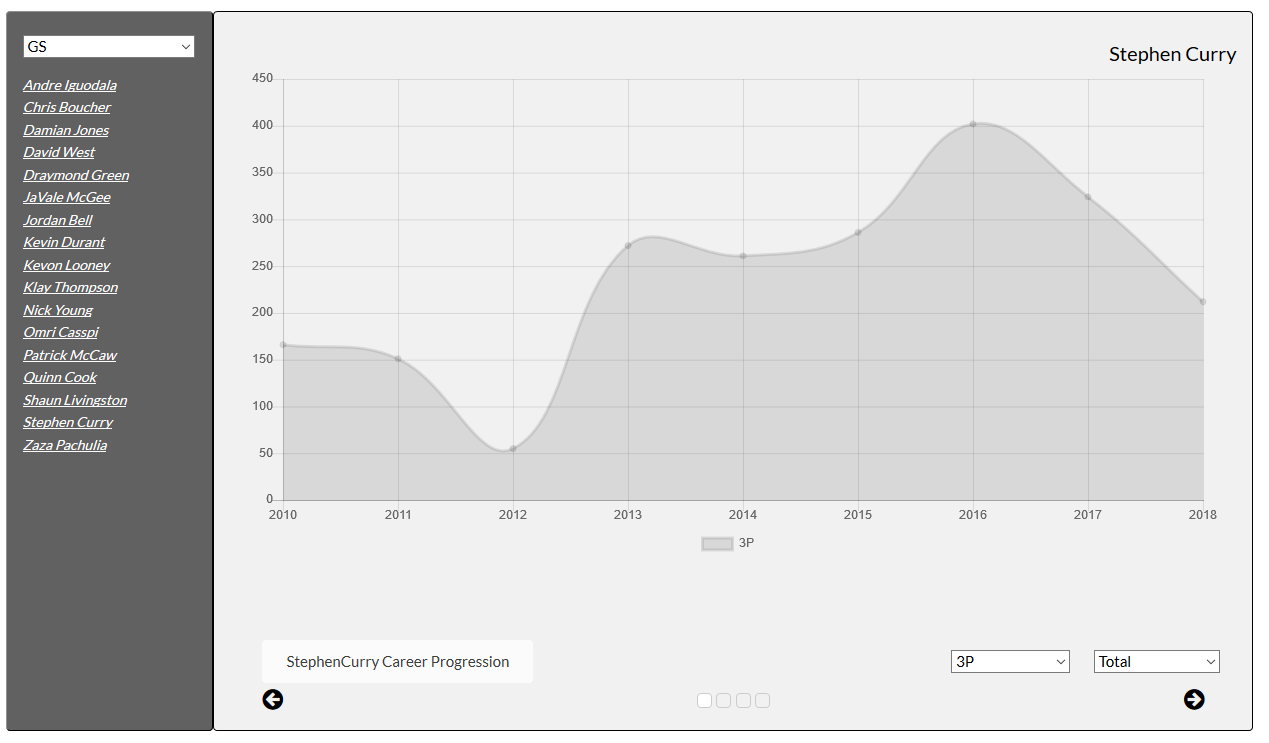 GS
Andre Iguodala
Chris Boucher
Damian Jones
David West
Draymond Green
JaVale McGee
Jordan Bell
Kevin Durant
Kevon Looney
Klay Thompson
Nick Young
Omri Casspi
Patrick McCaw
Quinn Cook
Shaun Livingston
Stephen Curry
Zaza Pachulia
Stephen Curry
450
400
350
300
250
200
150
100
50
0
2010 2011 2012 2013 2014 2015 2016 2017 2018
3P
StephenCurry Career Progression
3P
Total